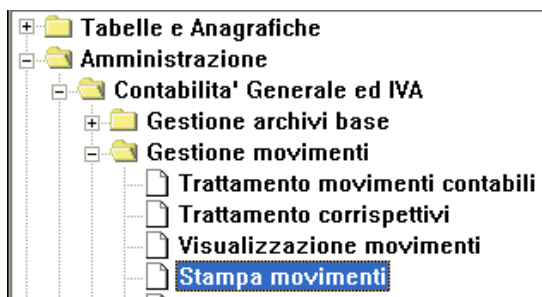 Tabelle e Anagrafiche
Amministrazione
Contabilita' Generale ed IVA
Gestione archivi base
Gestione movimenti
Trattamento movimenti contabili
Trattamento corrispettivi
Visualizzazione movimenti
Stampa movimenti